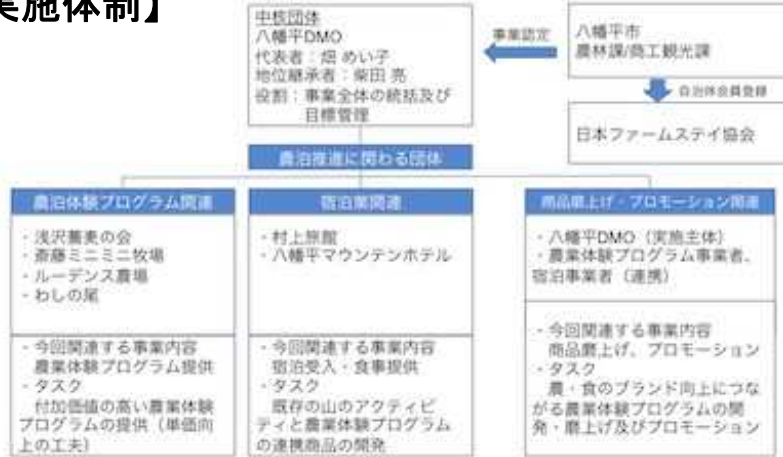 実施体制】
中核団体
八幡平DMO
代表者：畑 めい子
地位継承者：柴田 亮
役割：事業全体の統括及び
目標管理
事業認定
八幡平市
農林課/商工観光課
自治体会員登録
日本ファームステイ協会
農泊推進に関わる団体
農泊体験プログラム関連
・浅沢蕎麦の会
・斎藤ミニミニ牧場
・ルーデンス農場
・わしの尾
・今回関連する事業内容
農業体験プログラム提供
・タスク
付加価値の高い農業体験
プログラムの提供（単価向
上の工夫）
宿泊業関連
・村上旅館
・八幡平マウンテンホテル
・今回関連する事業内容
宿泊受入・食事提供
・タスク
既存の山のアクティビ
ティと農業体験プログラム
の連携商品の開発
商品磨上げ・プロモーション関連
・八幡平DMO（実施主体）
・農業体験プログラム事業者、
宿泊事業者（連携）
・今回関連する事業内容
商品磨上げ、プロモーション
・タスク
農・食のブランド向上につな
がる農業体験プログラムの開
発・磨上げ及びプロモーション